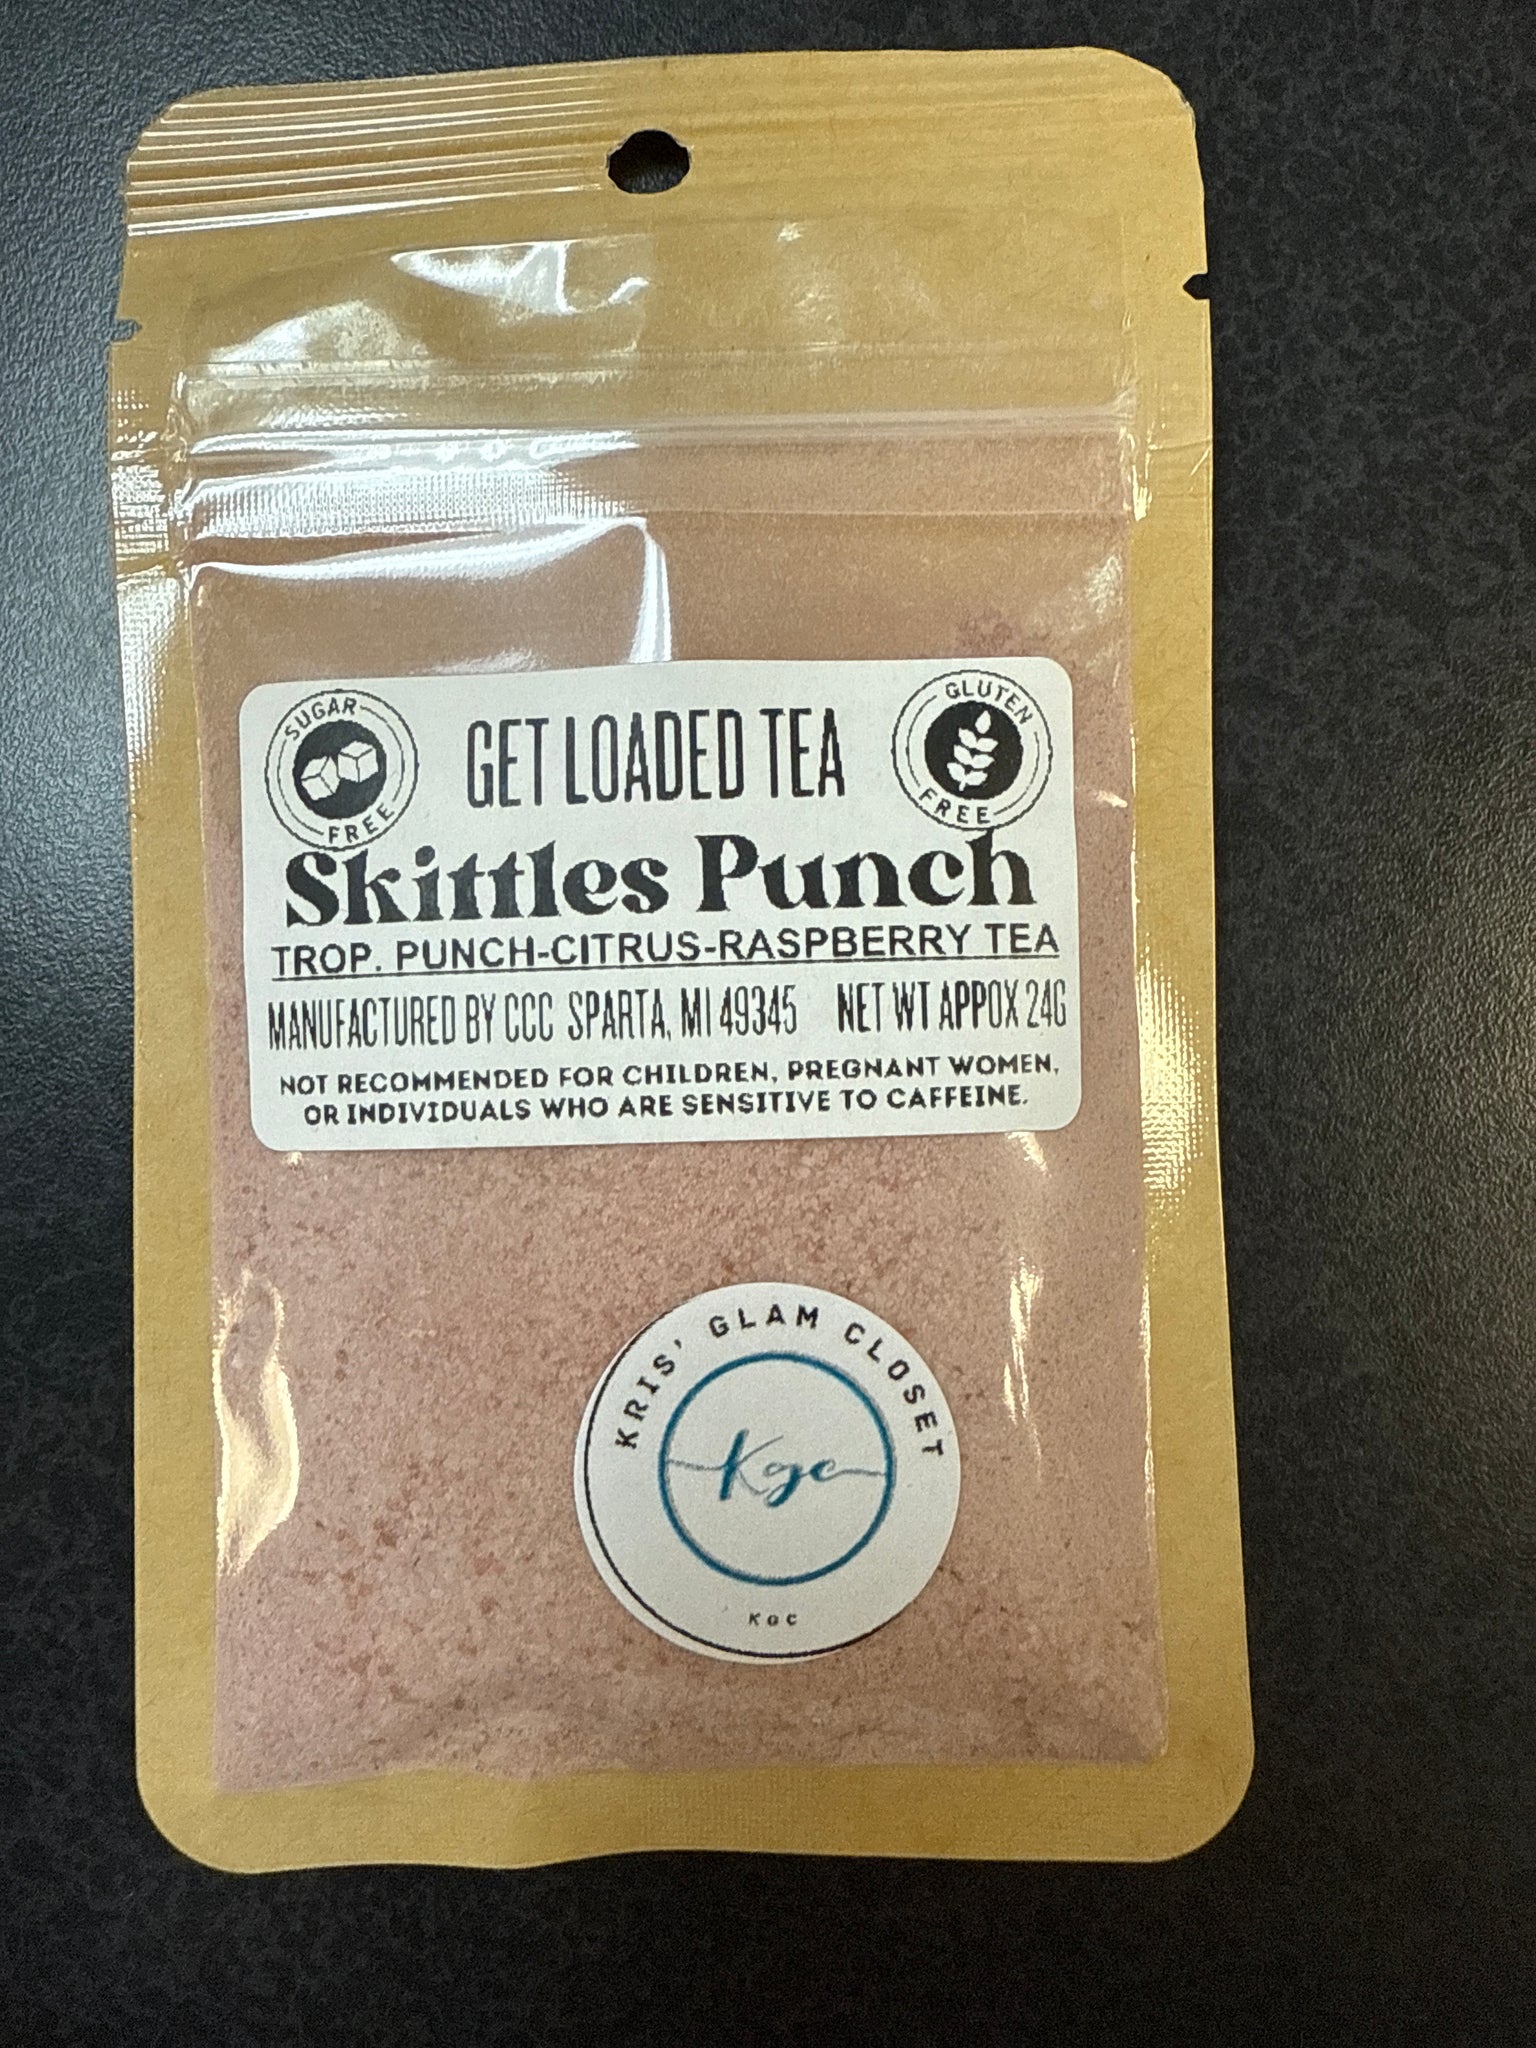 SUGAR FREE
GET LOADED TEA
GLUTEN FREE
Skittles Punch
TROP. PUNCH-CITRUS-RASPBERRY TEA
MANUFACTURED BY CCC SPARTA, MI 49345 NET WT APPOX 24G
NOT RECOMMENDED FOR CHILDREN, PREGNANT WOMEN,
OR INDIVIDUALS WHO ARE SENSITIVE TO CAFFEINE.
KRIS' GLAM CLOSET
Kgc
KGC